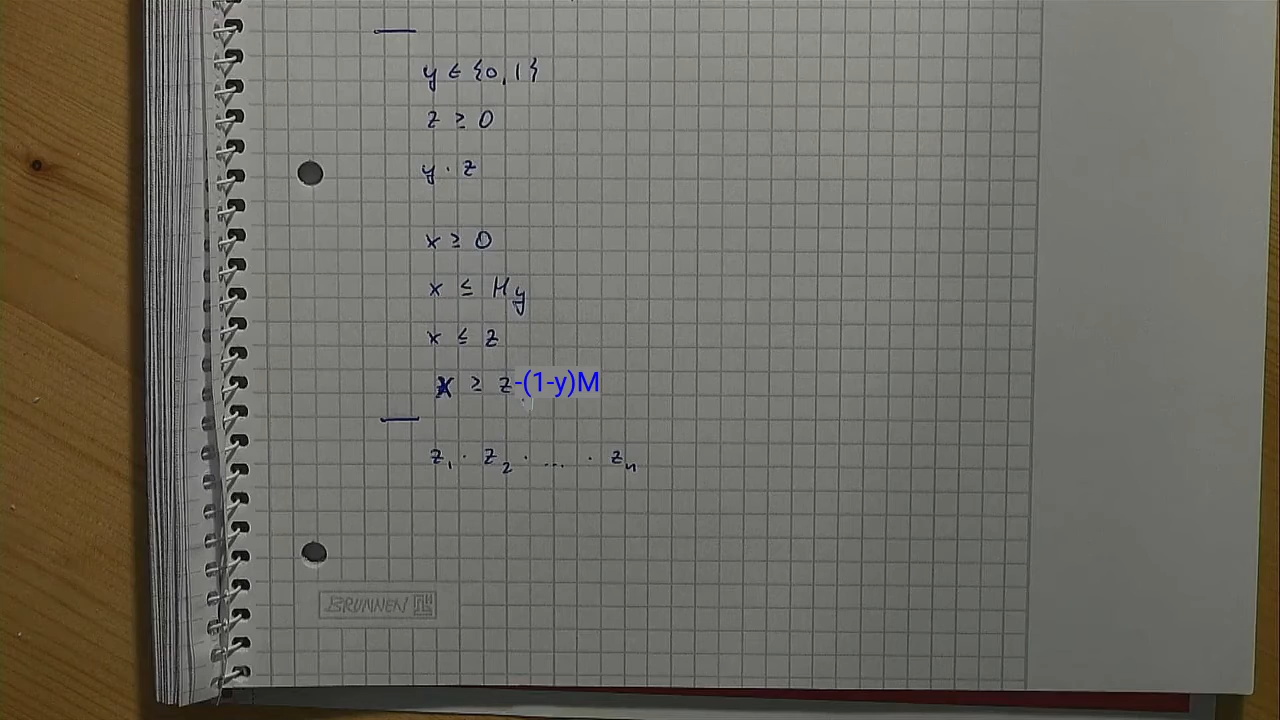 y ∈ {0,1}
z ≥ 0
y · z
x ≥ 0
x ≤ My
x ≤ z
x ≥ z-(1-y)M
z₁ · z₂ · ... · zₙ
BRUNNEN